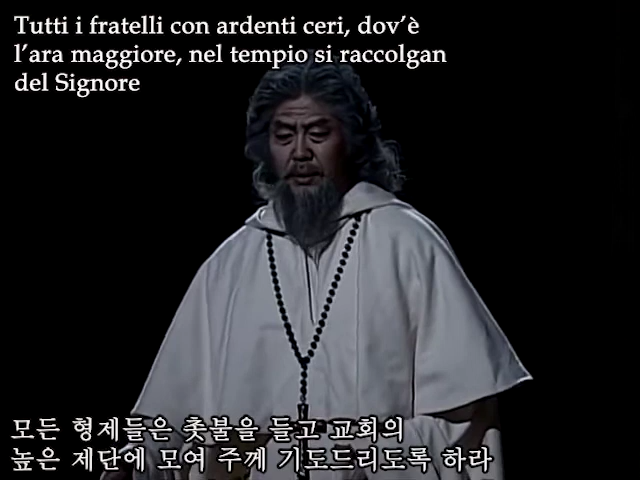 Tutti i fratelli con ardenti ceri, dov’è
l’ara maggiore, nel tempio si raccolgan
del Signore
모든 형제들은 촛불을 들고 교회의
높은 제단에 모여 주께 기도드리도록 하라